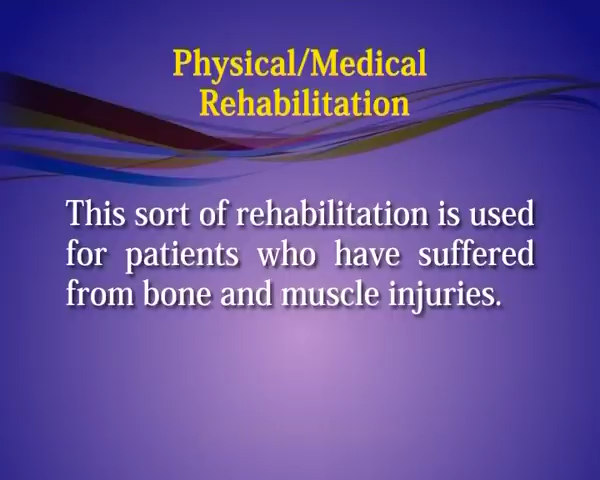 Physical/Medical
Rehabilitation
This sort of rehabilitation is used
for patients who have suffered
from bone and muscle injuries.